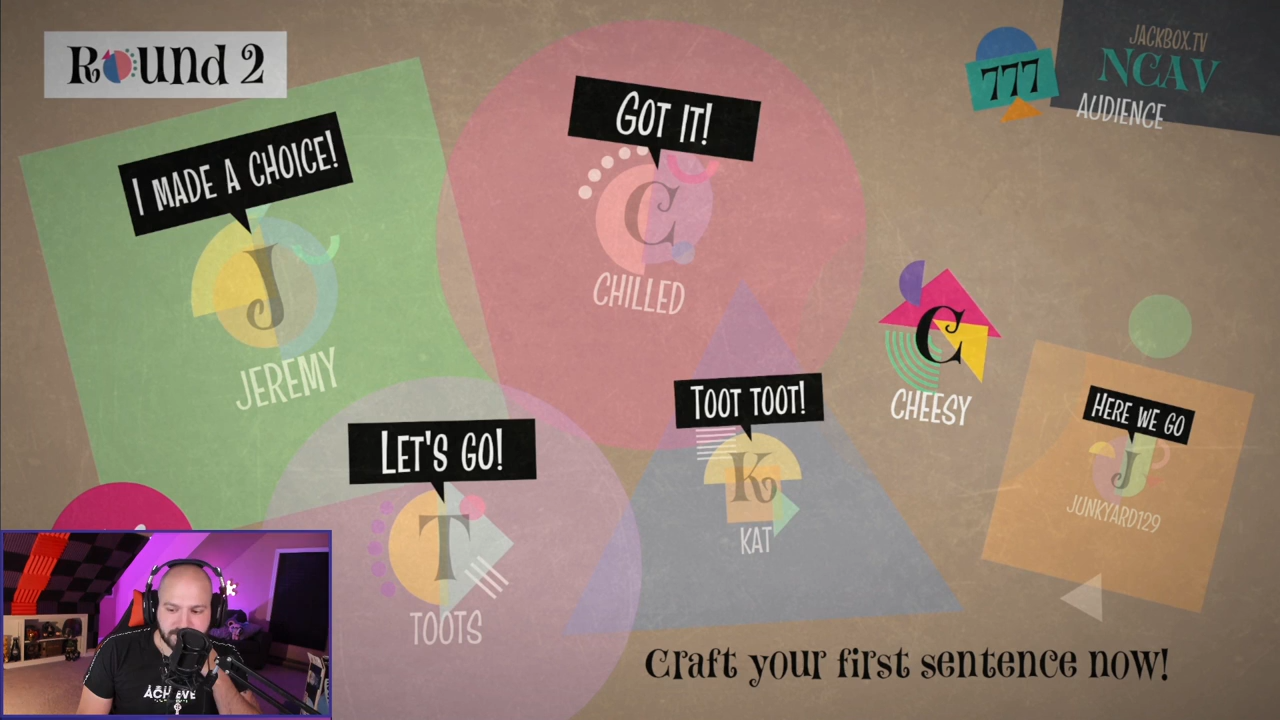 Round 2
JACKBOX.TV
NCAV
777
AUDIENCE
GOT IT!
I MADE A CHOICE!
C
CHILLED
J
JEREMY
C
CHEESY
TOOT TOOT!
K
KAT
HERE WE GO
J
JUNKYARD129
LET'S GO!
T
TOOTS
Craft your first sentence now!